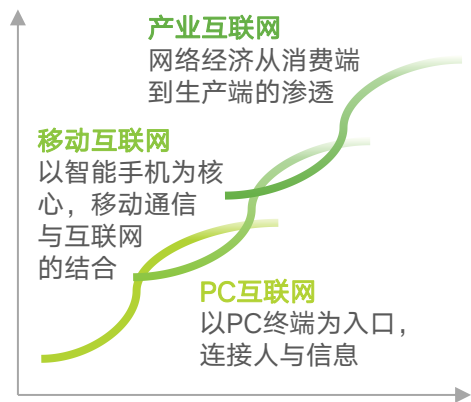 产业互联网
网络经济从消费端
到生产端的渗透
移动互联网
以智能手机为核
心，移动通信
与互联网
的结合
PC互联网
以PC终端为入口，
连接人与信息